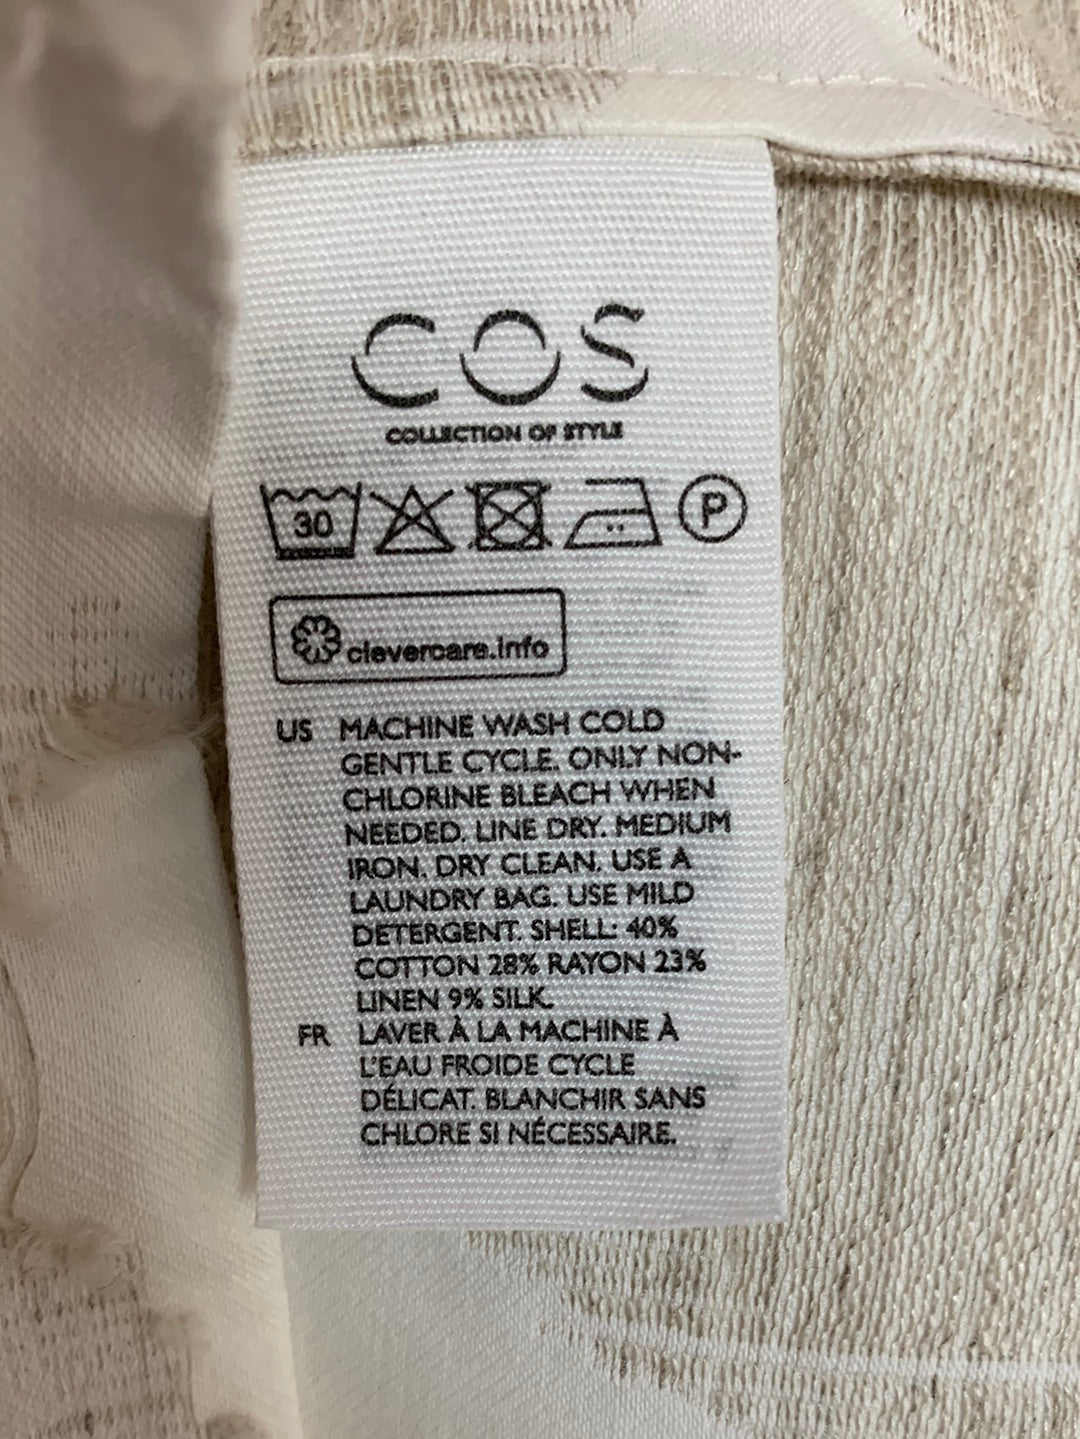 COS
COLLECTION OF STYLE
30
P
clevercare.info
US MACHINE WASH COLD
GENTLE CYCLE. ONLY NON-
CHLORINE BLEACH WHEN
NEEDED. LINE DRY. MEDIUM
IRON. DRY CLEAN. USE A
LAUNDRY BAG. USE MILD
DETERGENT. SHELL: 40%
COTTON 28% RAYON 23%
LINEN 9% SILK.
FR LAVER À LA MACHINE À
L'EAU FROIDE CYCLE
DÉLICAT. BLANCHIR SANS
CHLORE SI NÉCESSAIRE.